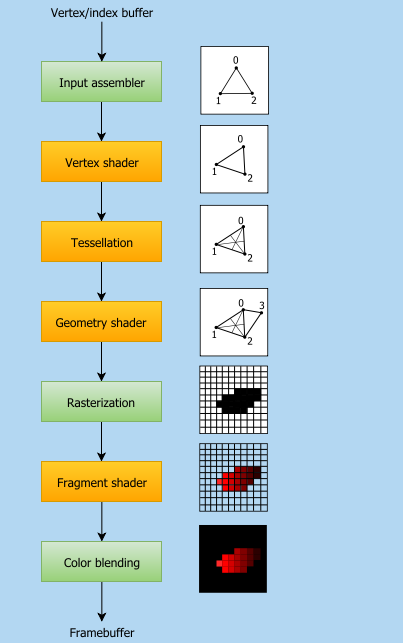 Vertex/index buffer
Input assembler
0
1 2
Vertex shader
0
1
2
Tessellation
0
1
2
Geometry shader
0 3
1
2
Rasterization
Fragment shader
Color blending
Framebuffer